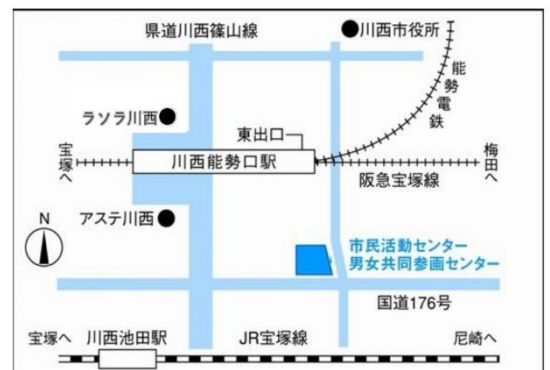 県道川西篠山線
川西市役所
能勢電鉄
ラソラ川西
東出口
宝塚へ
川西能勢口駅
阪急宝塚線
梅田へ
アステ川西
N
市民活動センター
男女共同参画センター
国道176号
宝塚へ
川西池田駅
JR宝塚線
尼崎へ